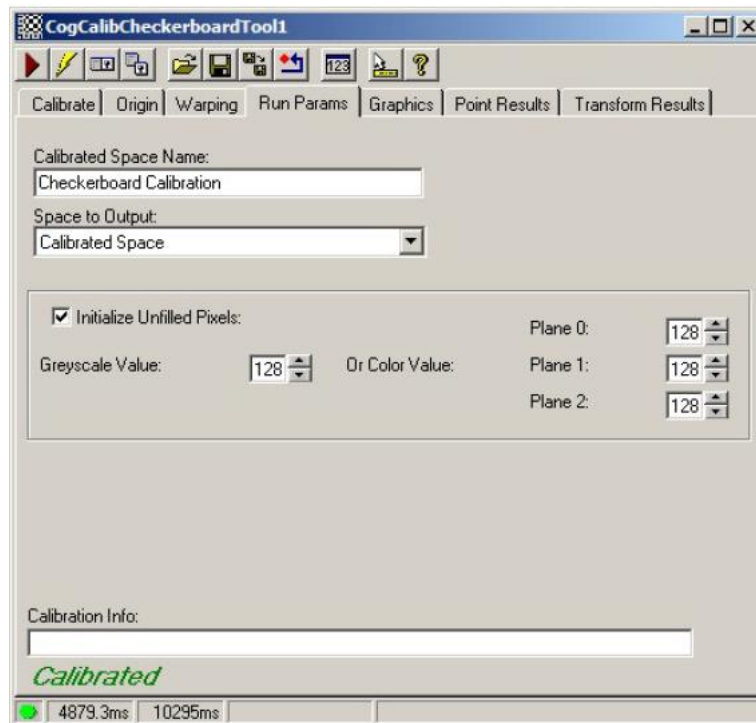 CogCalibCheckerboardTool1
123
Calibrate Origin Warping Run Params Graphics Point Results Transform Results
Calibrated Space Name:
Checkerboard Calibration
Space to Output:
Calibrated Space
Initialize Unfilled Pixels:
Plane 0: 128
Greyscale Value: 128 Or Color Value: Plane 1: 128
Plane 2: 128
Calibration Info:
Calibrated
4879.3ms 10295ms